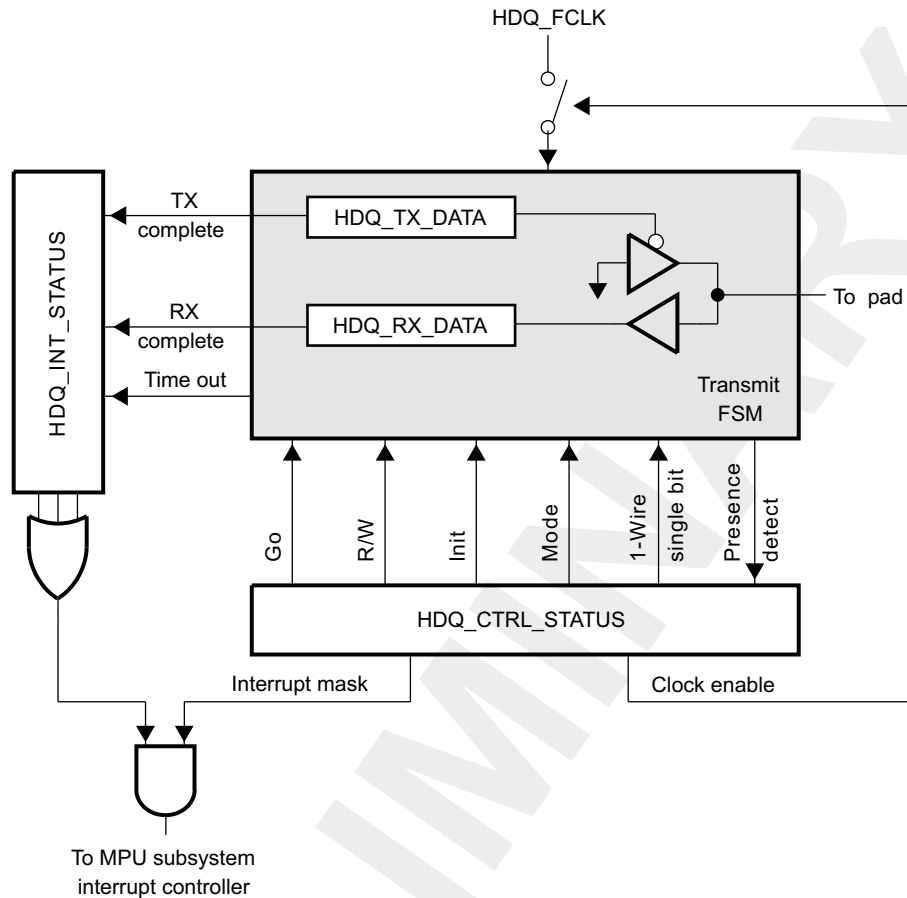 HDQ_FCLK
TX
complete
HDQ_TX_DATA
HDQ_INT_STATUS
RX
complete
HDQ_RX_DATA
To pad
Time out
Transmit
FSM
Go
R/W
Init
Mode
1-Wire
single bit
Presence
detect
HDQ_CTRL_STATUS
Interrupt mask
Clock enable
To MPU subsystem
interrupt controller
IMINARY